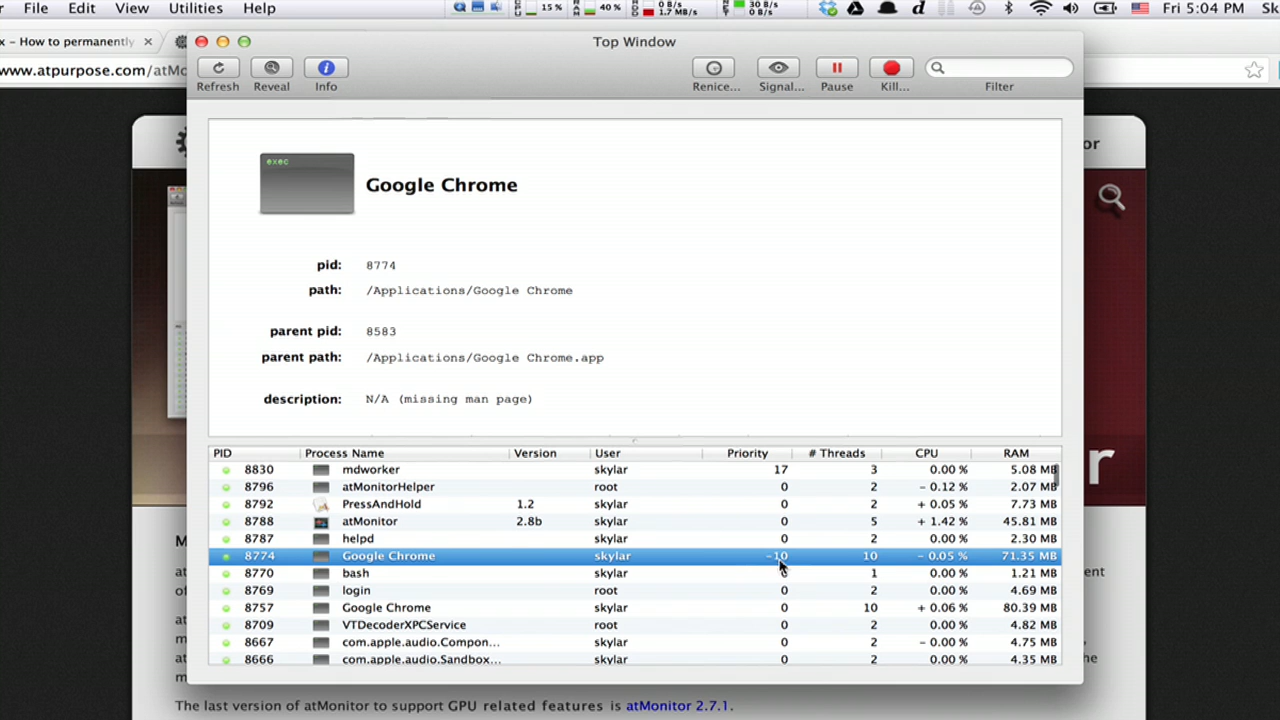 File Edit View Utilities Help 15 % 40 % 0 B/s 1.7 MB/s 30 B/s 0 B/s Fri 5:04 PM Sk
x – How to permanently
Top Window
www.atpurpose.com/atMo
Refresh Reveal Info Renice... Signal... Pause Kill... Filter
exec
Google Chrome
or
pid: 8774
path: /Applications/Google Chrome
parent pid: 8583
parent path: /Applications/Google Chrome.app
description: N/A (missing man page)
PID Process Name Version User Priority # Threads CPU RAM
8830 mdworker skylar 17 3 0.00 % 5.08 MB
8796 atMonitorHelper root 0 2 - 0.12 % 2.07 MB
8792 PressAndHold 1.2 skylar 0 2 + 0.05 % 7.73 MB
8788 atMonitor 2.8b skylar 0 5 + 1.42 % 45.81 MB
8787 helpd skylar 0 2 0.00 % 2.30 MB
8774 Google Chrome skylar -10 10 - 0.05 % 71.35 MB
8770 bash skylar 0 1 0.00 % 1.21 MB
8769 login root 0 2 0.00 % 4.69 MB
8757 Google Chrome skylar 0 10 + 0.06 % 80.39 MB
8709 VTDecoderXPCService root 0 2 0.00 % 4.82 MB
8667 com.apple.audio.Compon... skylar 0 2 - 0.00 % 4.75 MB
8666 com.apple.audio.Sandbox... skylar 0 2 0.00 % 4.35 MB
The last version of atMonitor to support GPU related features is atMonitor 2.7.1.